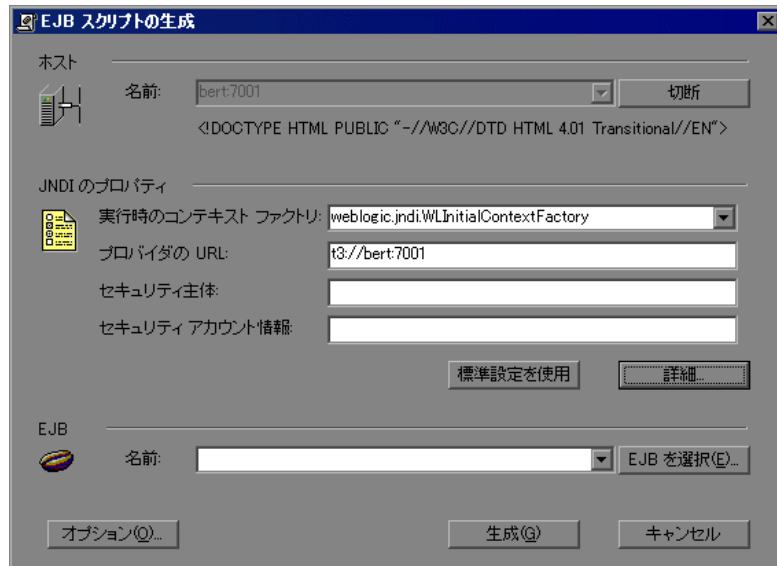 EJB スクリプトの生成
ホスト
名前: bert:7001 切断
<!DOCTYPE HTML PUBLIC "-//W3C//DTD HTML 4.01 Transitional//EN">
JNDI のプロパティ
実行時のコンテキスト ファクトリ: weblogic.jndi.WLInitialContextFactory
プロバイダの URL: t3://bert:7001
セキュリティ主体:
セキュリティ アカウント情報:
標準設定を使用 詳細...
EJB
名前: EJB を選択(E)...
オプション(O)... 生成(G) キャンセル